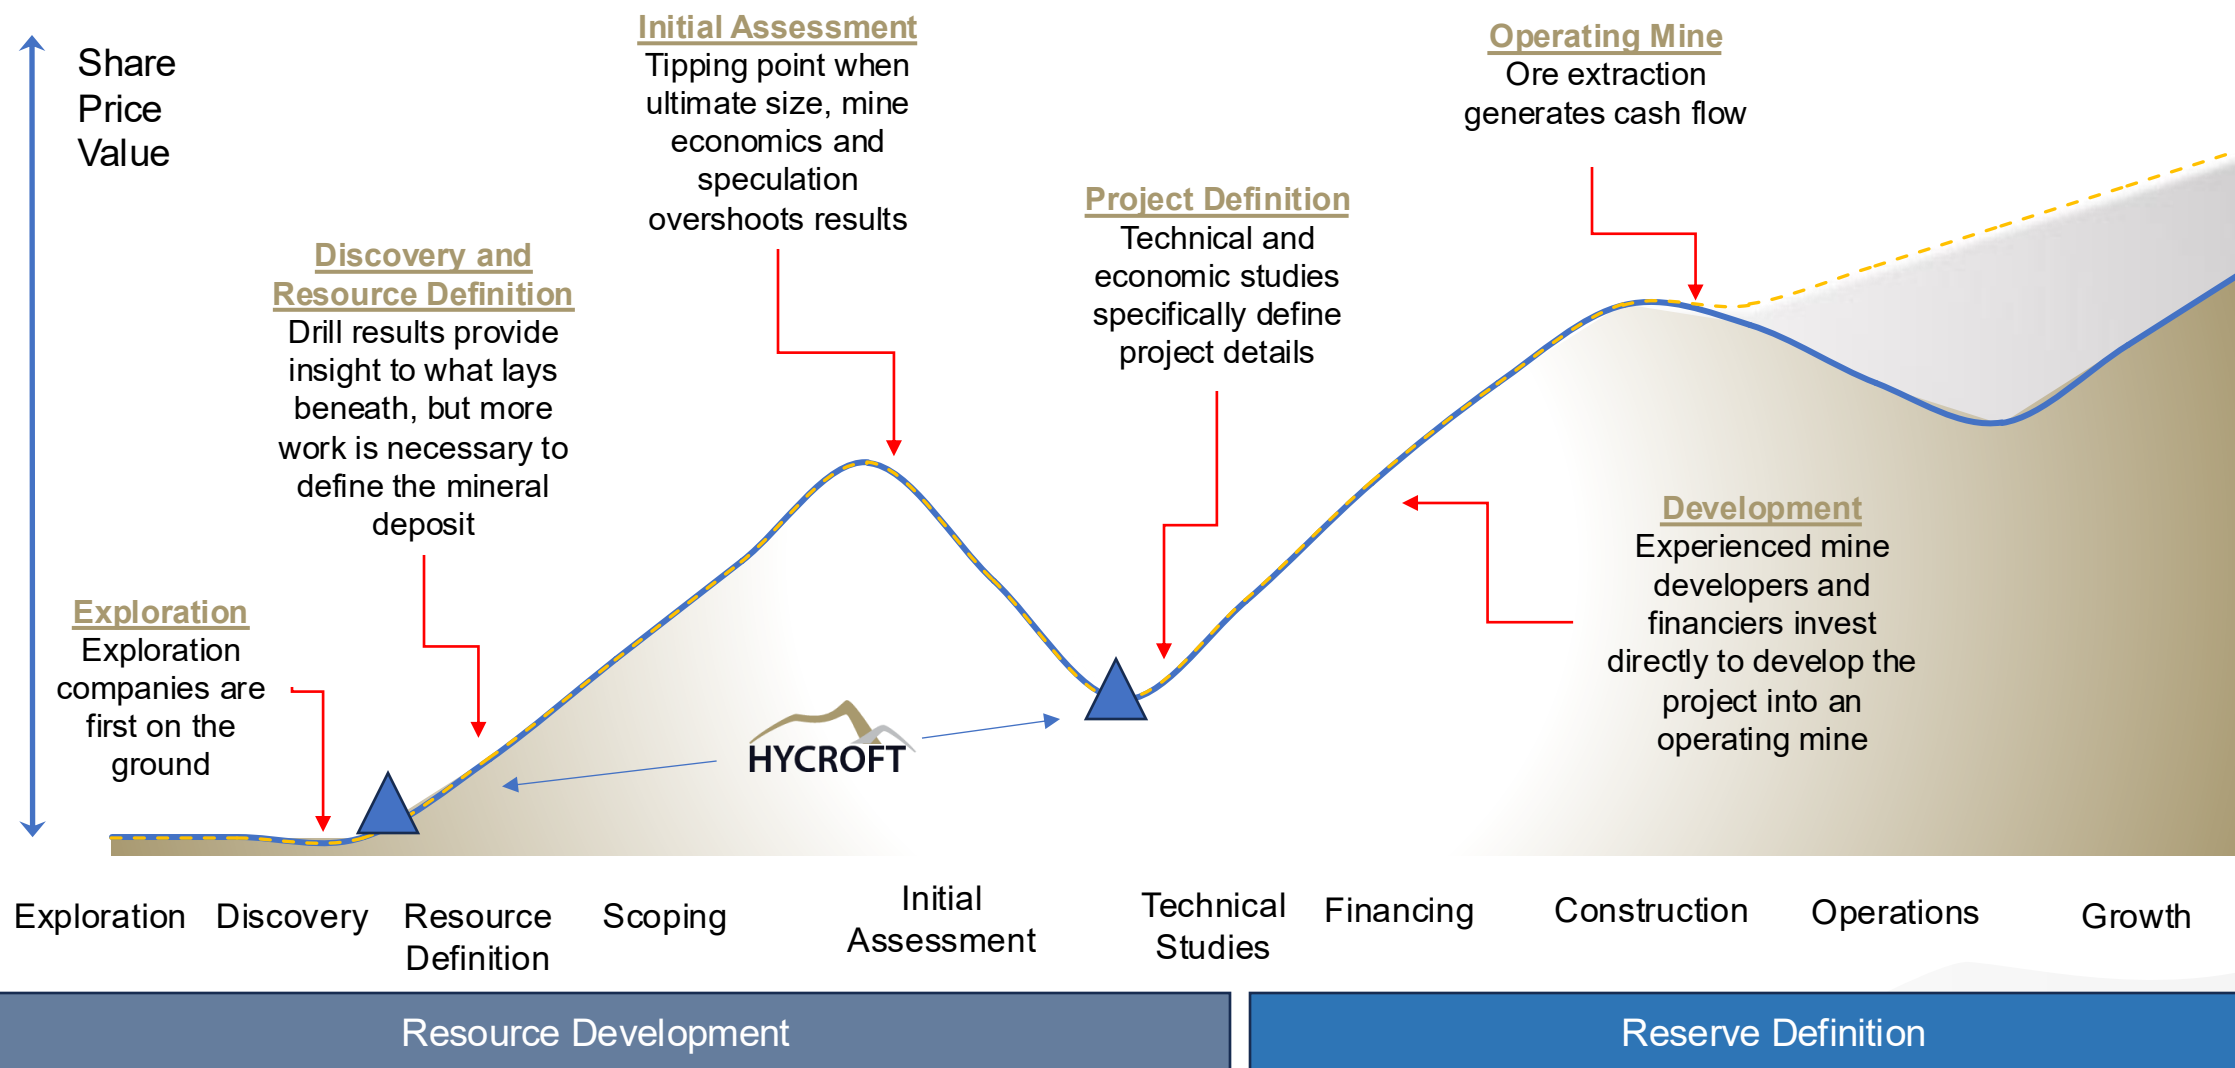 Share
Price
Value
Initial Assessment
Tipping point when
ultimate size, mine
economics and
speculation
overshoots results
Operating Mine
Ore extraction
generates cash flow
Project Definition
Technical and
economic studies
specifically define
project details
Discovery and
Resource Definition
Drill results provide
insight to what lays
beneath, but more
work is necessary to
define the mineral
deposit
Development
Experienced mine
developers and
financiers invest
directly to develop the
project into an
operating mine
Exploration
Exploration
companies are
first on the
ground
HYCROFT
Exploration
Discovery
Resource
Definition
Scoping
Initial
Assessment
Technical
Studies
Financing
Construction
Operations
Growth
Resource Development
Reserve Definition